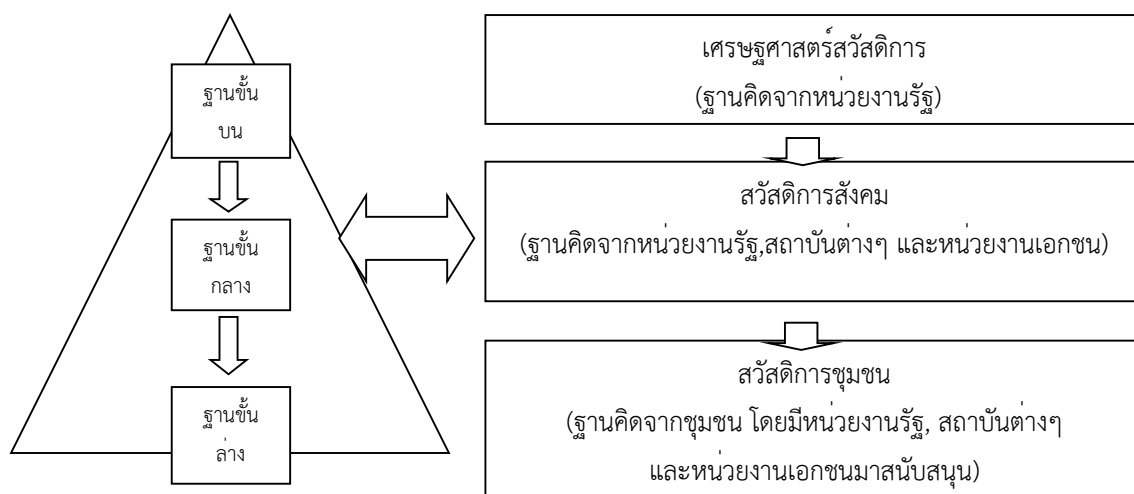 ฐานขั้น
บน
ฐานขั้น
กลาง
ฐานขั้น
ล่าง
เศรษฐศาสตร์สวัสดิการ
(ฐานคิดจากหน่วยงานรัฐ)
สวัสดิการสังคม
(ฐานคิดจากหน่วยงานรัฐ,สถาบันต่างๆ และหน่วยงานเอกชน)
สวัสดิการชุมชน
(ฐานคิดจากชุมชน โดยมีหน่วยงานรัฐ, สถาบันต่างๆ
และหน่วยงานเอกชนมาสนับสนุน)